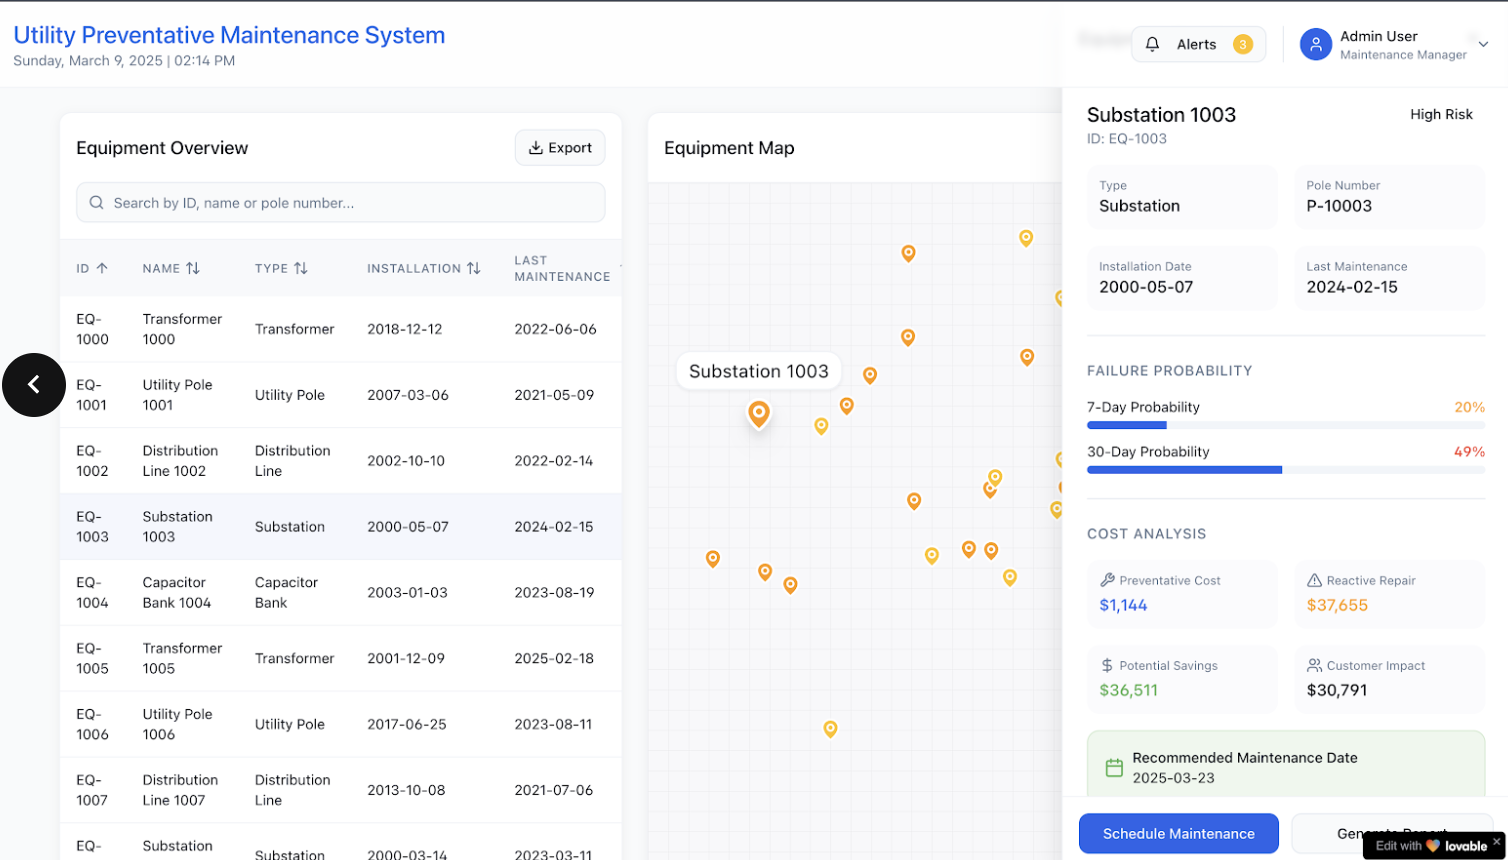 Utility Preventative Maintenance System
Sunday, March 9, 2025 | 02:14 PM
Alerts 3
Admin User
Maintenance Manager
Equipment Overview
Export
Search by ID, name or pole number...
ID NAME TYPE INSTALLATION LAST MAINTENANCE
EQ-1000 Transformer 1000 Transformer 2018-12-12 2022-06-06
EQ-1001 Utility Pole 1001 Utility Pole 2007-03-06 2021-05-09
EQ-1002 Distribution Line 1002 Distribution Line 2002-10-10 2022-02-14
EQ-1003 Substation 1003 Substation 2000-05-07 2024-02-15
EQ-1004 Capacitor Bank 1004 Capacitor Bank 2003-01-03 2023-08-19
EQ-1005 Transformer 1005 Transformer 2001-12-09 2025-02-18
EQ-1006 Utility Pole 1006 Utility Pole 2017-06-25 2023-08-11
EQ-1007 Distribution Line 1007 Distribution Line 2013-10-08 2021-07-06
EQ- Substation Substation 2000-03-14 2023-03-11
Equipment Map
Substation 1003
Substation 1003
High Risk
ID: EQ-1003
Type
Substation
Pole Number
P-10003
Installation Date
2000-05-07
Last Maintenance
2024-02-15
FAILURE PROBABILITY
7-Day Probability 20%
30-Day Probability 49%
COST ANALYSIS
Preventative Cost
$1,144
Reactive Repair
$37,655
Potential Savings
$36,511
Customer Impact
$30,791
Recommended Maintenance Date
2025-03-23
Schedule Maintenance
Generate Report
Edit with lovable